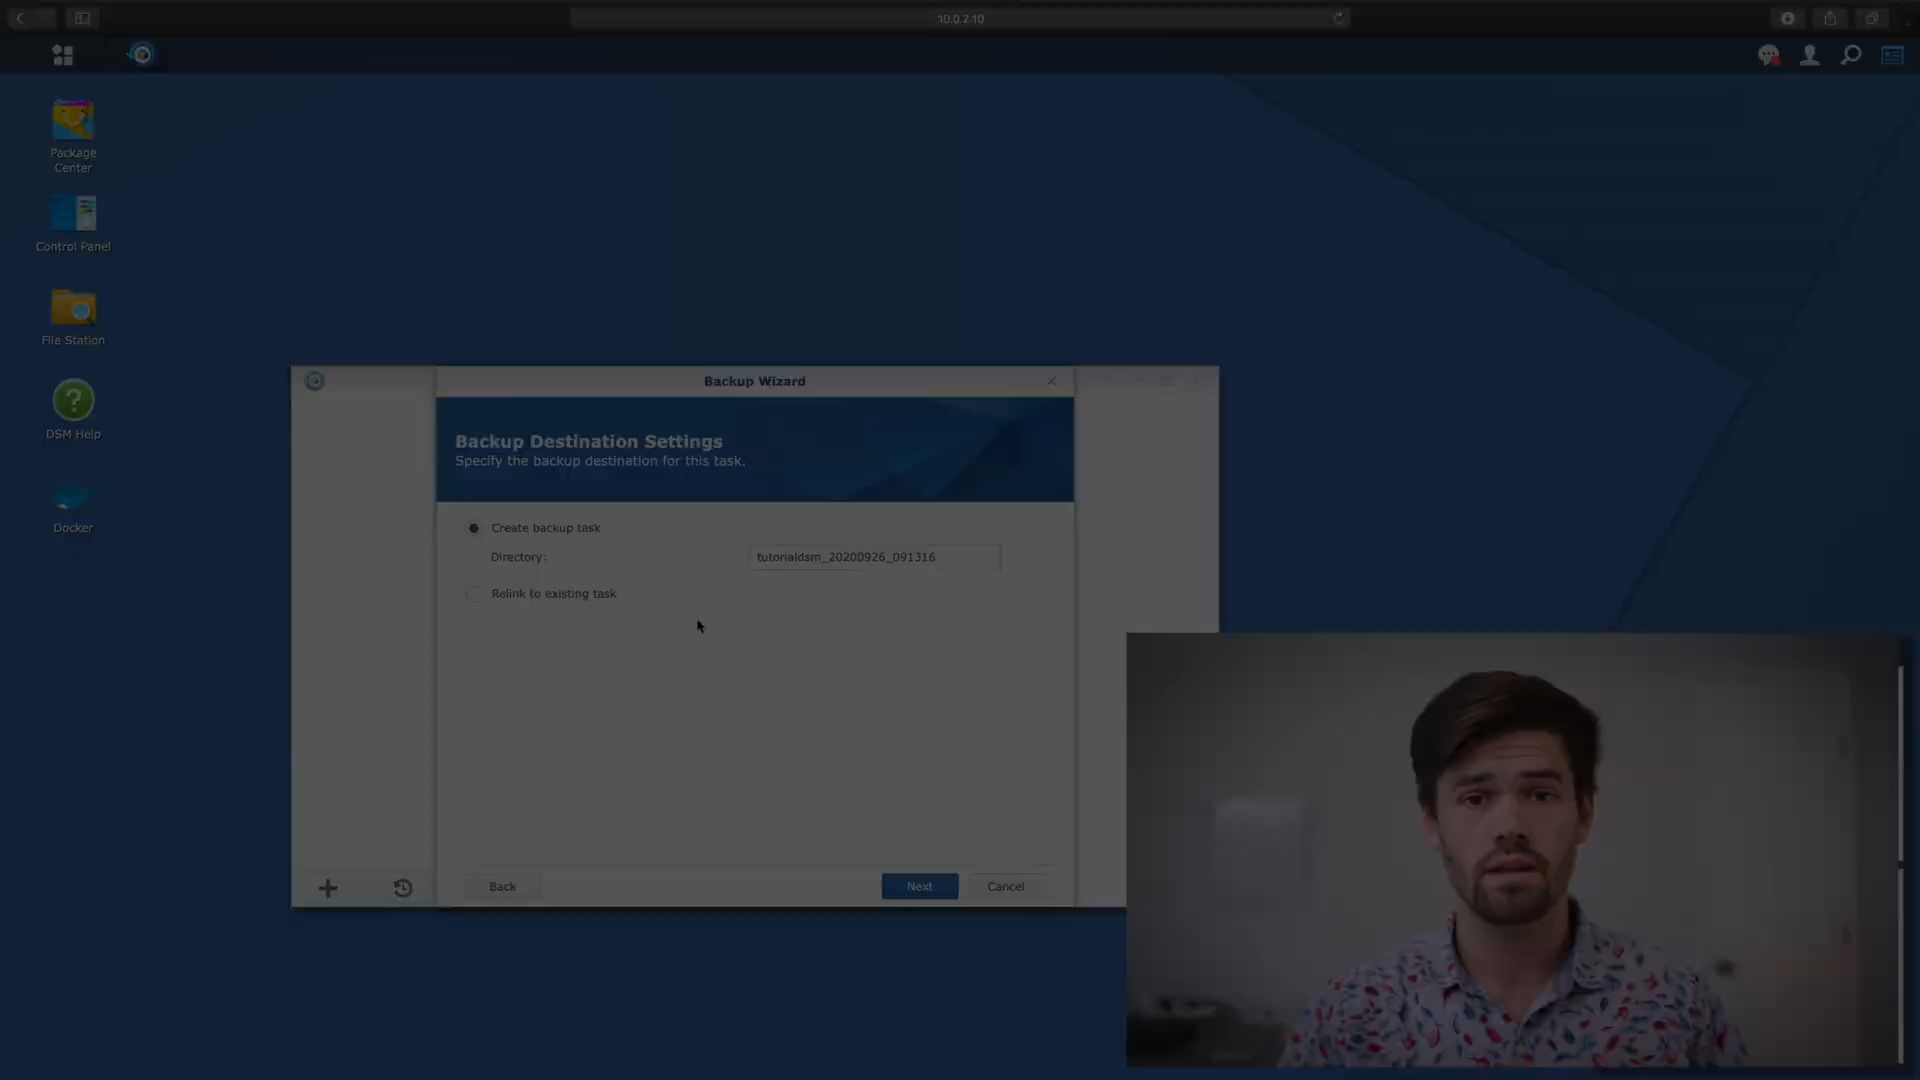 10.0.2.10
Package
Center
Control Panel
File Station
DSM Help
Docker
Backup Wizard
Backup Destination Settings
Specify the backup destination for this task.
Create backup task
Directory:
tutorialdsm_20200926_091316
Relink to existing task
Back
Next
Cancel